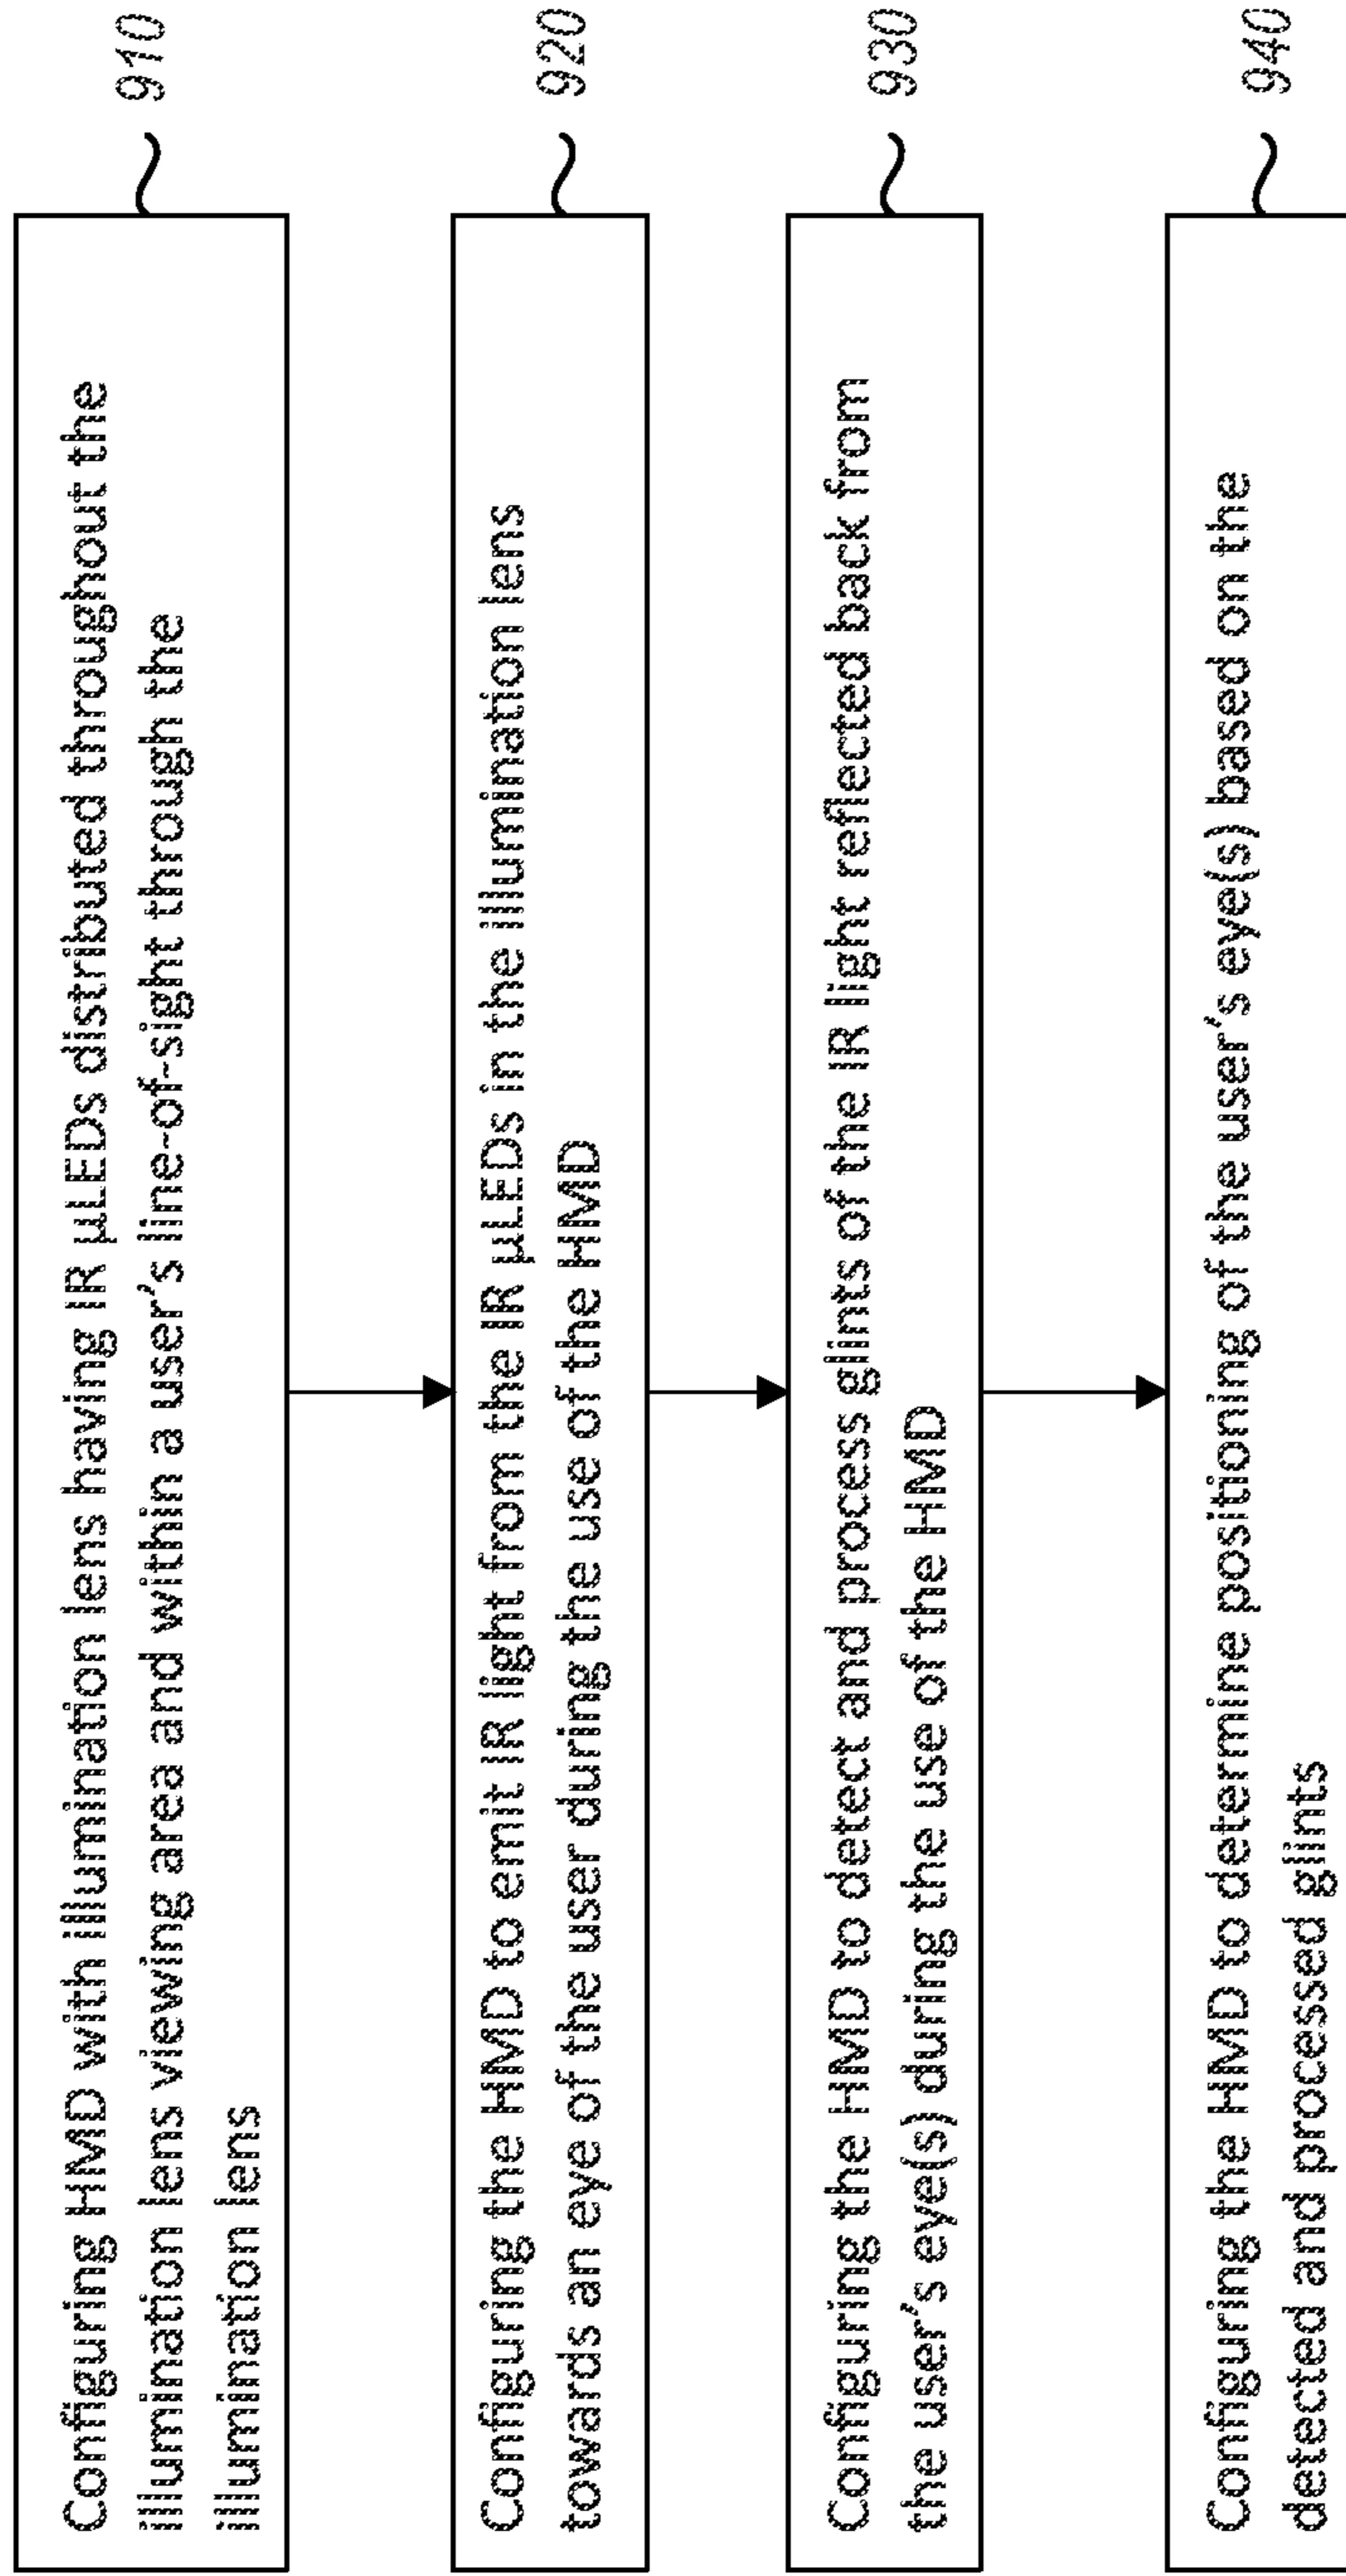 Configuring HMD with illumination lens having IR µLEDs distributed throughout the
illumination lens viewing area and within a user's line-of-sight through the
illumination lens
910
Configuring the HMD to emit IR light from the IR µLEDs in the illumination lens
towards an eye of the user during the use of the HMD
920
Configuring the HMD to detect and process glints of the IR light reflected back from
the user's eye(s) during the use of the HMD
930
Configuring the HMD to determine positioning of the user's eye(s) based on the
detected and processed glints
940